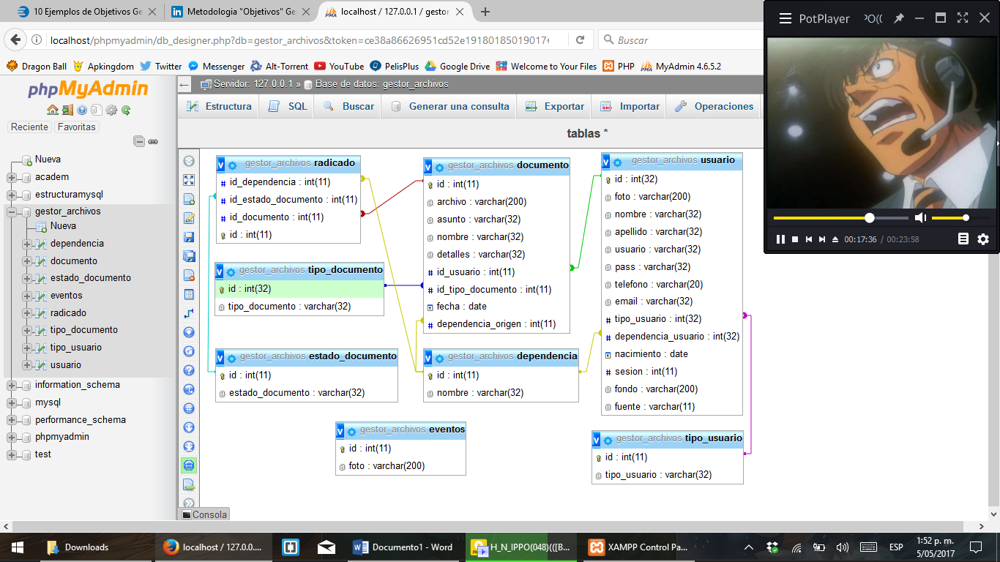 10 Ejemplos de Objetivos Ge
Metodologia "Objetivos" Ge
localhost / 127.0.0.1 / gestor
localhost/phpmyadmin/db_designer.php?db=gestor_archivos&token=ce38a86626951cd52e19180185019017#
Buscar
Dragon Ball
Apkingdom
Twitter
Messenger
Alt-Torrent
YouTube
PelisPlus
Google Drive
Welcome to Your Files
PHP
MyAdmin 4.6.5.2
phpMyAdmin
Reciente
Favoritas
Nueva
academ
estructuramysql
gestor_archivos
Nueva
dependencia
documento
estado_documento
eventos
radicado
tipo_documento
tipo_usuario
usuario
information_schema
mysql
performance_schema
phpmyadmin
test
Servidor: 127.0.0.1 » Base de datos: gestor_archivos
Estructura
SQL
Buscar
Generar una consulta
Exportar
Importar
Operaciones
tablas *
gestor_archivos radicado
id_dependencia : int(11)
id_estado_documento : int(11)
id_documento : int(11)
id : int(11)
gestor_archivos tipo_documento
id : int(32)
tipo_documento : varchar(32)
gestor_archivos estado_documento
id : int(11)
estado_documento : varchar(32)
gestor_archivos eventos
id : int(11)
foto : varchar(200)
gestor_archivos documento
id : int(11)
archivo : varchar(200)
asunto : varchar(32)
nombre : varchar(32)
detalles : varchar(32)
id_usuario : int(11)
id_tipo_documento : int(11)
fecha : date
dependencia_origen : int(11)
gestor_archivos dependencia
id : int(11)
nombre : varchar(32)
gestor_archivos usuario
id : int(32)
foto : varchar(200)
nombre : varchar(32)
apellido : varchar(32)
usuario : varchar(32)
pass : varchar(32)
telefono : varchar(20)
email : varchar(32)
tipo_usuario : int(32)
dependencia_usuario : int(32)
nacimiento : date
sesion : int(11)
fondo : varchar(200)
fuente : varchar(11)
gestor_archivos tipo_usuario
id : int(11)
tipo_usuario : varchar(32)
Consola
PotPlayer
00:17:36 / 00:23:58
Downloads
localhost / 127.0.0....
Documento1 - Word
H_N_IPPO(048)(([B...
XAMPP Control Pa...
ESP
1:52 p. m.
5/05/2017